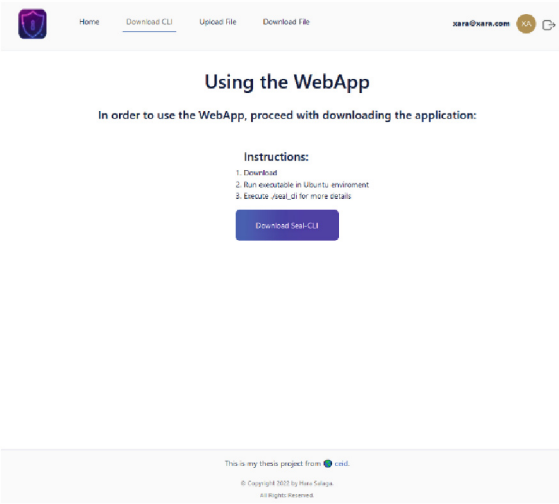 Home Download CLI Upload File Download File xara@xara.com XA
Using the WebApp
In order to use the WebApp, proceed with downloading the application:
Instructions:
1. Download
2. Run executable in Ubuntu enviroment
3. Execute ./seal_cli for more details
Download Seal-CLI
This is my thesis project from ceid.
© Copyright 2022 by
All Rights Reserved.